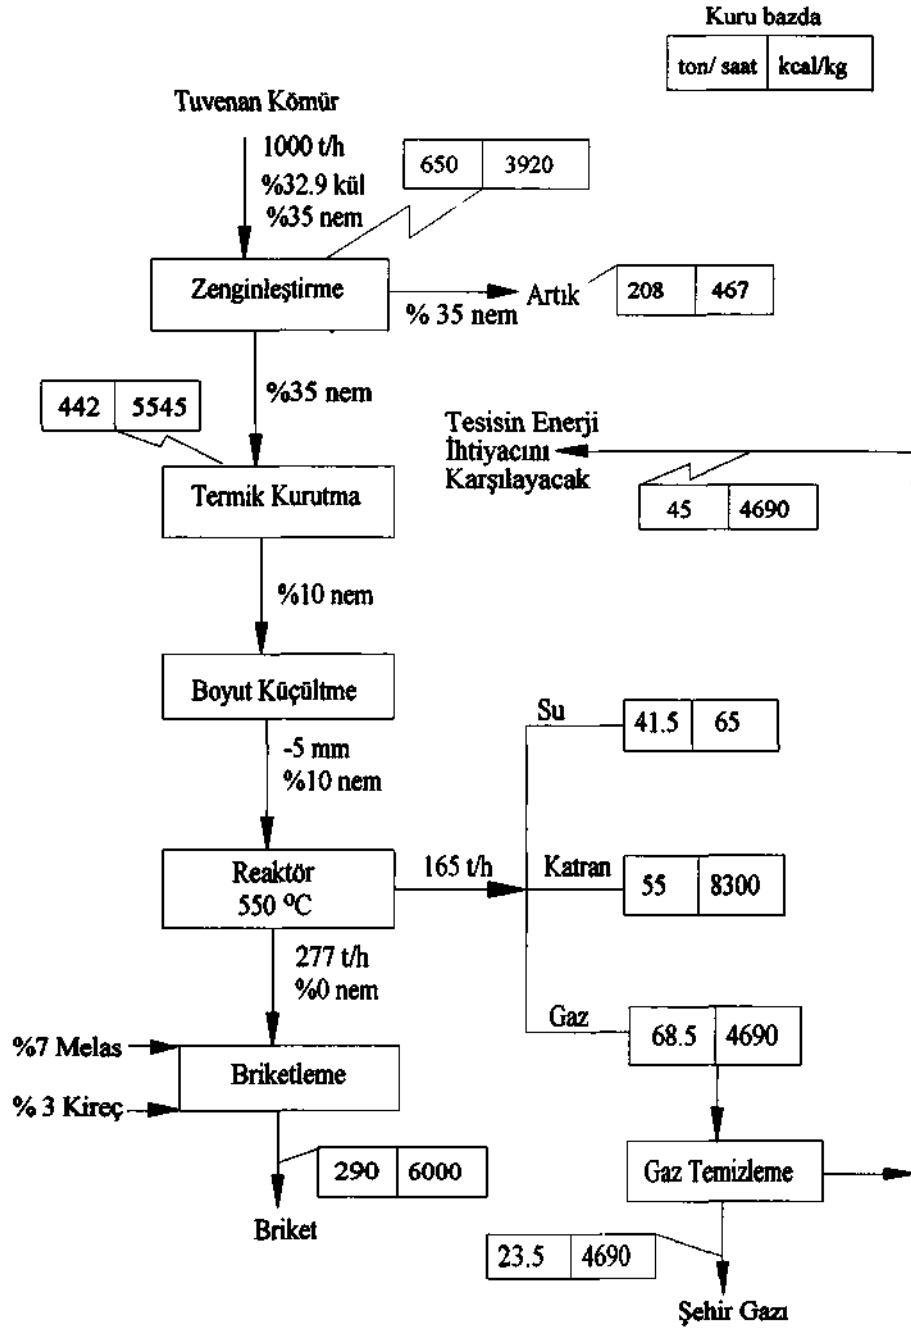 Kuru bazda
ton/ saat kcal/kg
Tuvenan Kömür
1000 t/h
%32.9 kül
%35 nem
650 3920
Zenginleştirme
% 35 nem
Artık
208 467
%35 nem
442 5545
Termik Kurutma
Tesisin Enerji
İhtiyacını
Karşılayacak
45 4690
%10 nem
Boyut Küçültme
-5 mm
%10 nem
Su
41.5 65
Reaktör
550 ºC
165 t/h
Katran
55 8300
277 t/h
%0 nem
Gaz
68.5 4690
%7 Melas
Briketleme
% 3 Kireç
290 6000
Briket
Gaz Temizleme
23.5 4690
Şehir Gazı